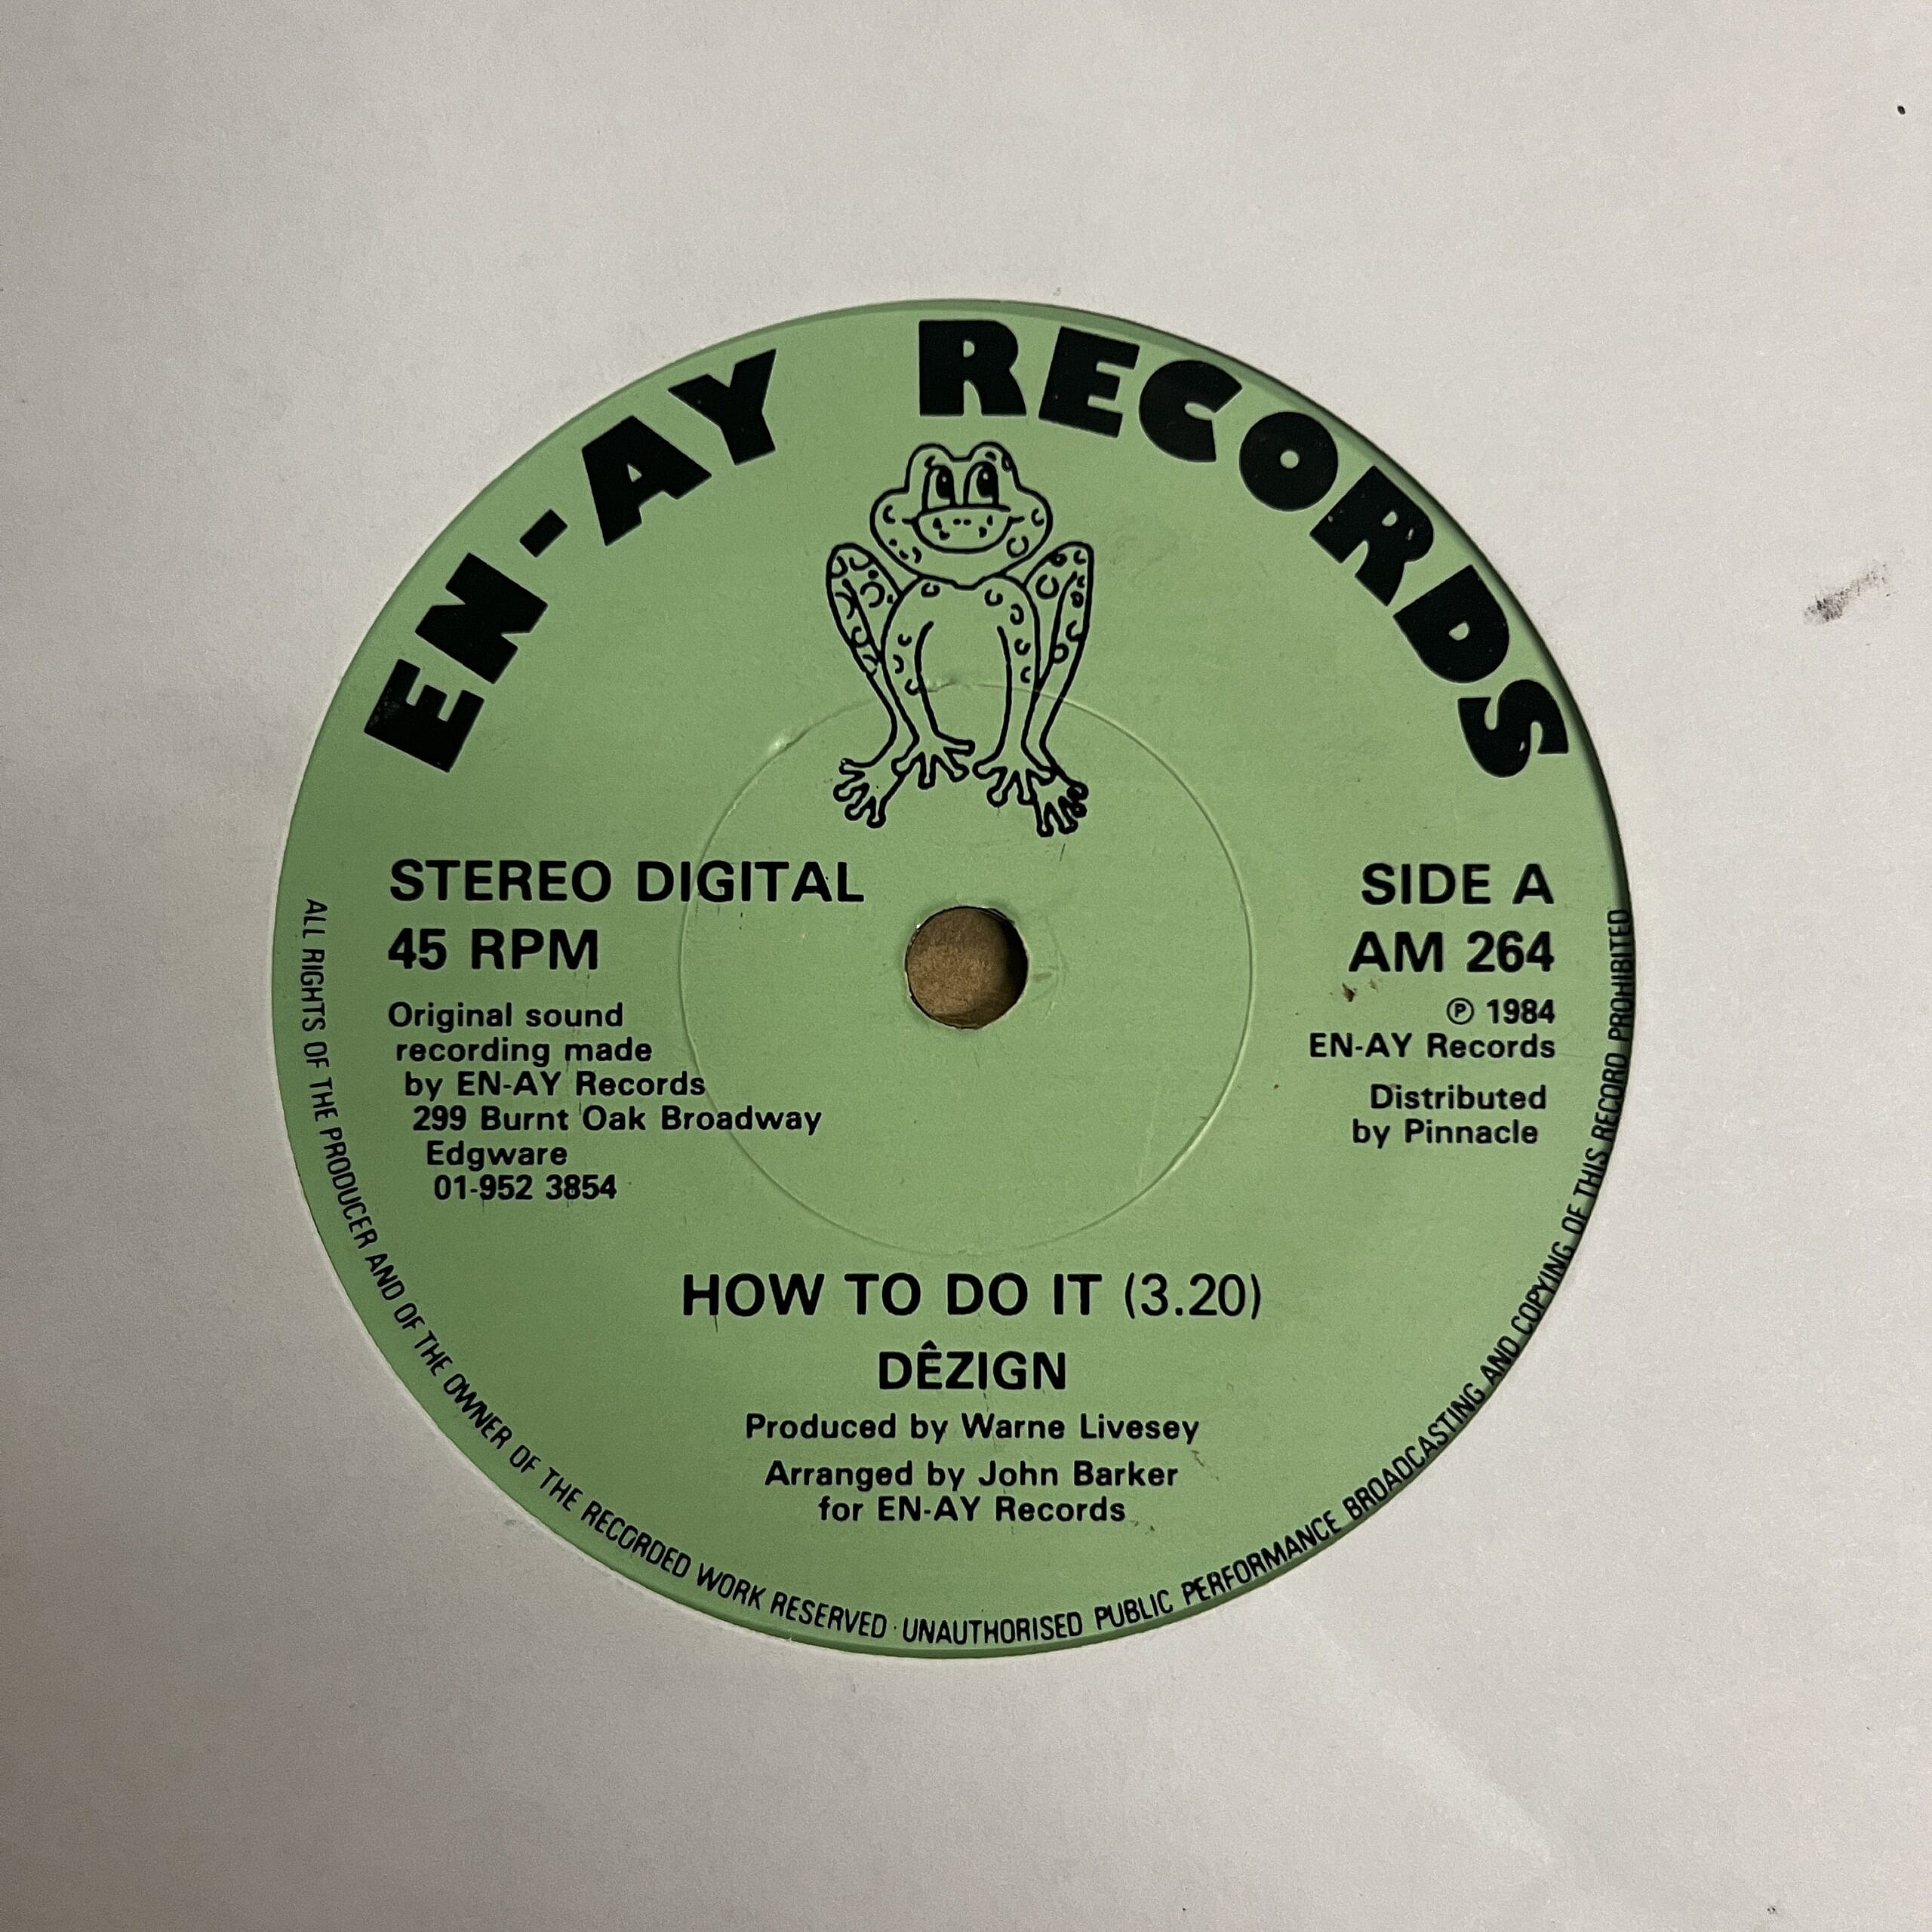 EN-AY RECORDS
STEREO DIGITAL
45 RPM
Original sound
recording made
by EN-AY Records
299 Burnt Oak Broadway
Edgware
01-952 3854
SIDE A
AM 264
℗ 1984
EN-AY Records
Distributed
by Pinnacle
HOW TO DO IT (3.20)
DÊZIGN
Produced by Warne Livesey
Arranged by John Barker
for EN-AY Records
ALL RIGHTS OF THE PRODUCER AND OF THE OWNER OF THE RECORDED WORK RESERVED · UNAUTHORISED PUBLIC PERFORMANCE BROADCASTING AND COPYING OF THIS RECORD PROHIBITED